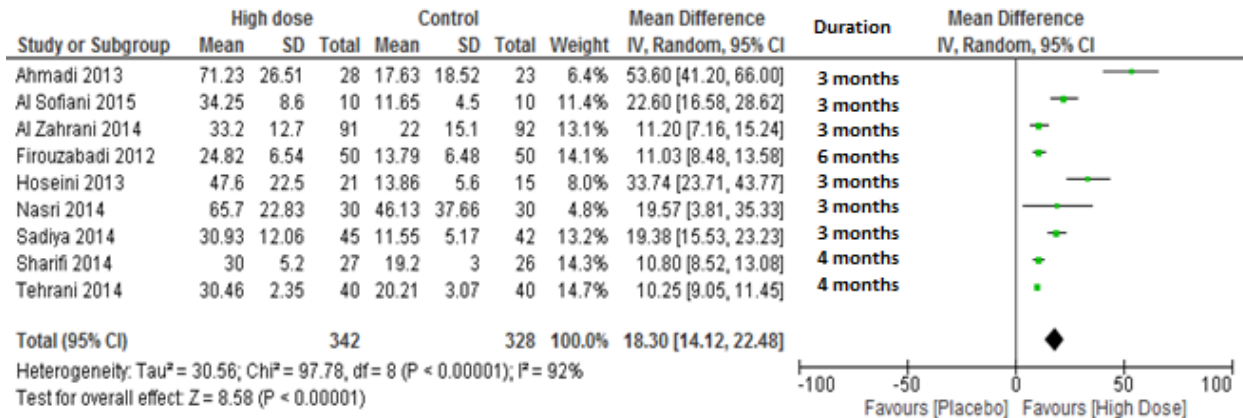 High dose Control Mean Difference Duration Mean Difference
Study or Subgroup Mean SD Total Mean SD Total Weight IV, Random, 95% CI IV, Random, 95% CI
Ahmadi 2013 71.23 26.51 28 17.63 18.52 23 6.4% 53.60 [41.20, 66.00] 3 months
Al Sofiani 2015 34.25 8.6 10 11.65 4.5 10 11.4% 22.60 [16.58, 28.62] 3 months
Al Zahrani 2014 33.2 12.7 91 22 15.1 92 13.1% 11.20 [7.16, 15.24] 3 months
Firouzabadi 2012 24.82 6.54 50 13.79 6.48 50 14.1% 11.03 [8.48, 13.58] 6 months
Hoseini 2013 47.6 22.5 21 13.86 5.6 15 8.0% 33.74 [23.71, 43.77] 3 months
Nasri 2014 65.7 22.83 30 46.13 37.66 30 4.8% 19.57 [3.81, 35.33] 3 months
Sadiya 2014 30.93 12.06 45 11.55 5.17 42 13.2% 19.38 [15.53, 23.23] 3 months
Sharifi 2014 30 5.2 27 19.2 3 26 14.3% 10.80 [8.52, 13.08] 4 months
Tehrani 2014 30.46 2.35 40 20.21 3.07 40 14.7% 10.25 [9.05, 11.45] 4 months
Total (95% CI) 342 328 100.0% 18.30 [14.12, 22.48]
Heterogeneity: Tau² = 30.56; Chi² = 97.78, df = 8 (P < 0.00001); I² = 92%
Test for overall effect: Z = 8.58 (P < 0.00001)
-100 -50 0 50 100
Favours [Placebo] Favours [High Dose]